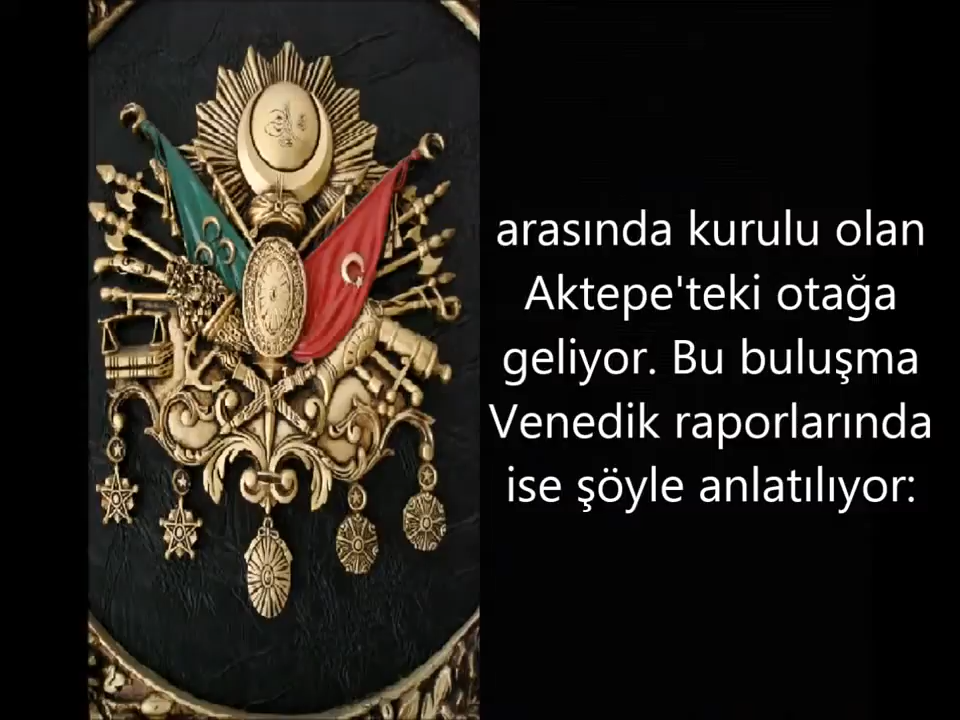 arasında kurulu olan
Aktepe'teki otağa
geliyor. Bu buluşma
Venedik raporlarında
ise şöyle anlatılıyor: